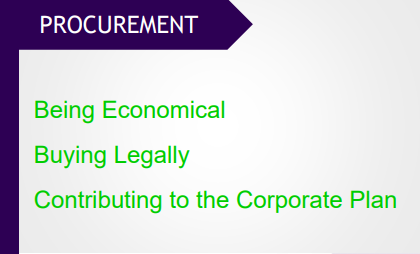 PROCUREMENT
Being Economical
Buying Legally
Contributing to the Corporate Plan